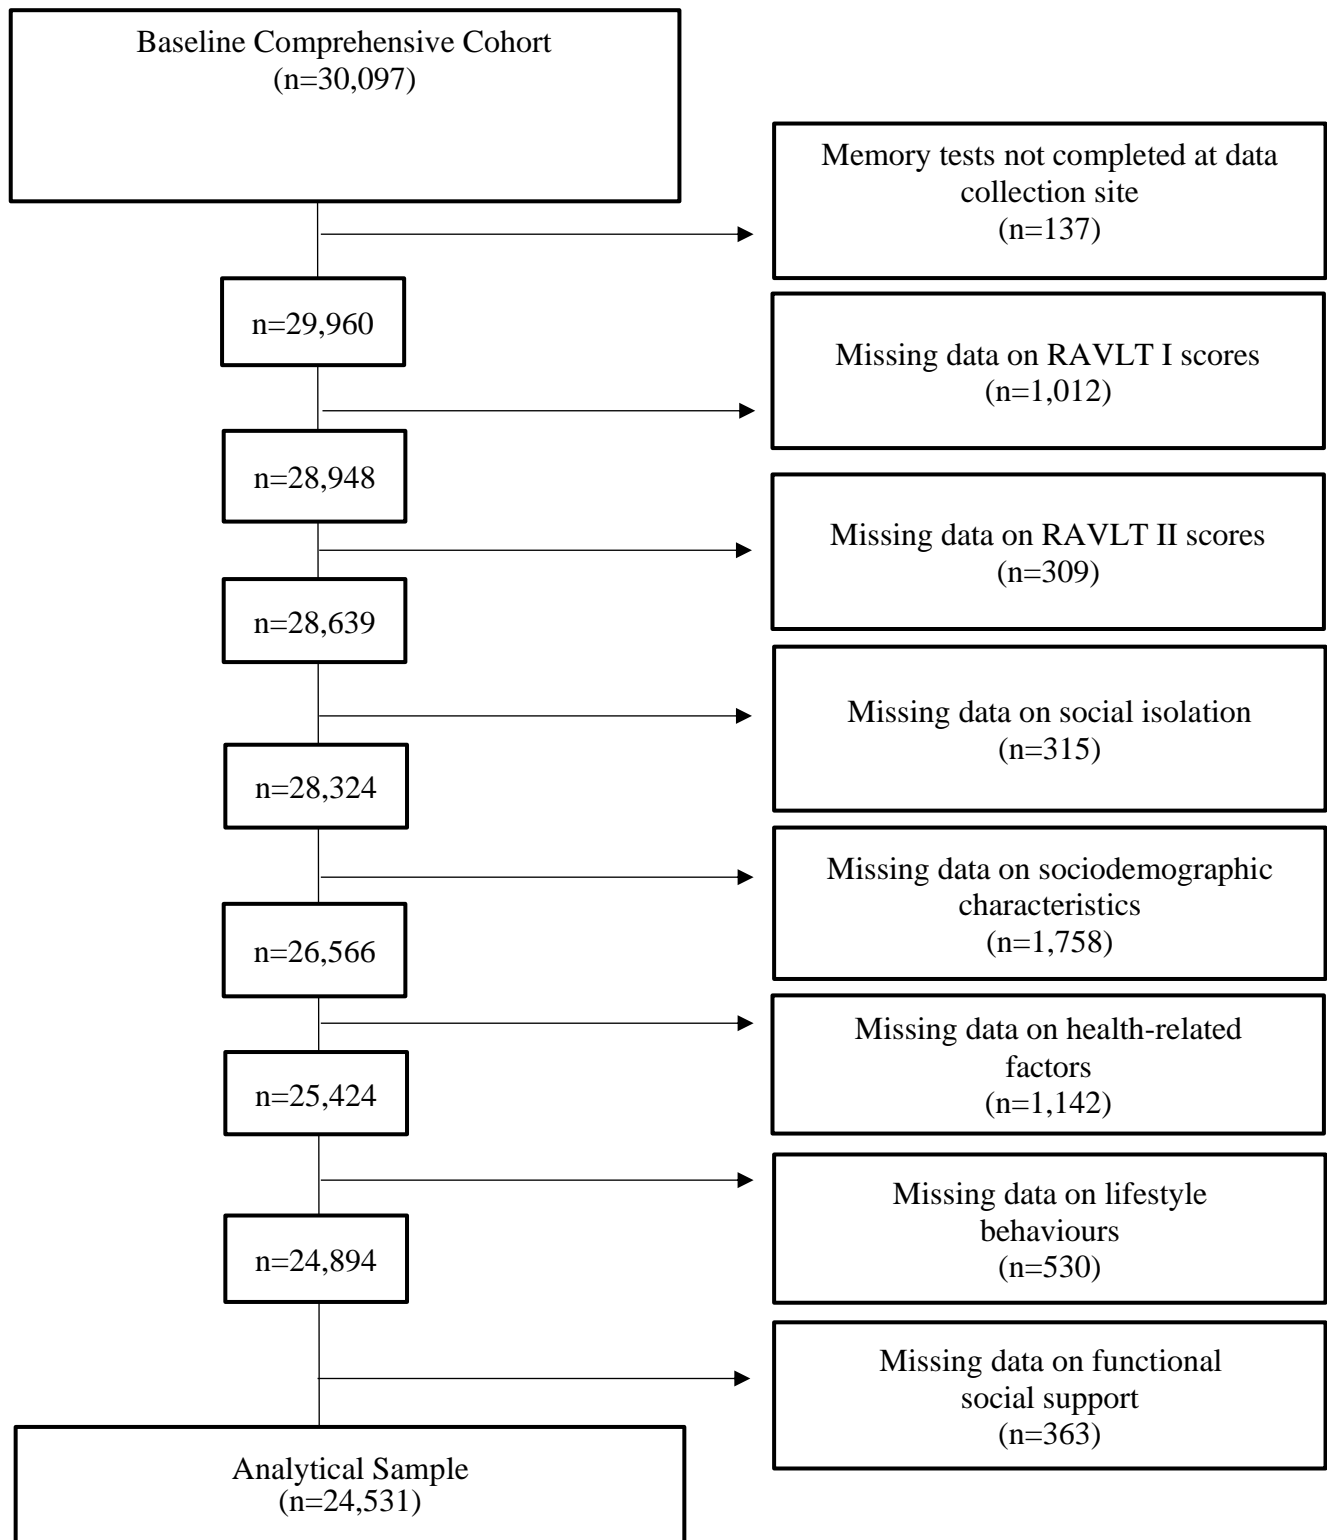 Baseline Comprehensive Cohort
(n=30,097)
Memory tests not completed at data
collection site
(n=137)
n=29,960
Missing data on RAVLT I scores
(n=1,012)
n=28,948
Missing data on RAVLT II scores
(n=309)
n=28,639
Missing data on social isolation
(n=315)
n=28,324
Missing data on sociodemographic
characteristics
(n=1,758)
n=26,566
Missing data on health-related
factors
(n=1,142)
n=25,424
Missing data on lifestyle
behaviours
(n=530)
n=24,894
Missing data on functional
social support
(n=363)
Analytical Sample
(n=24,531)